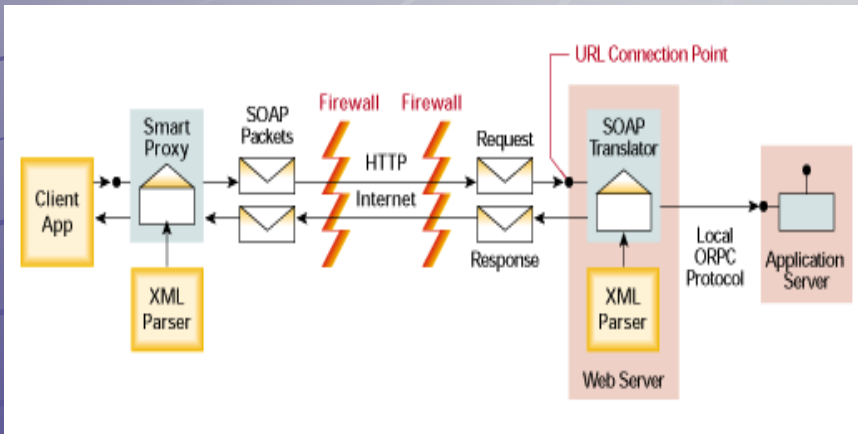 URL Connection Point
Firewall
Firewall
Smart
Proxy
SOAP
Packets
HTTP
Request
SOAP
Translator
Client
App
Internet
Response
Local
ORPC
Protocol
Application
Server
XML
Parser
XML
Parser
Web Server